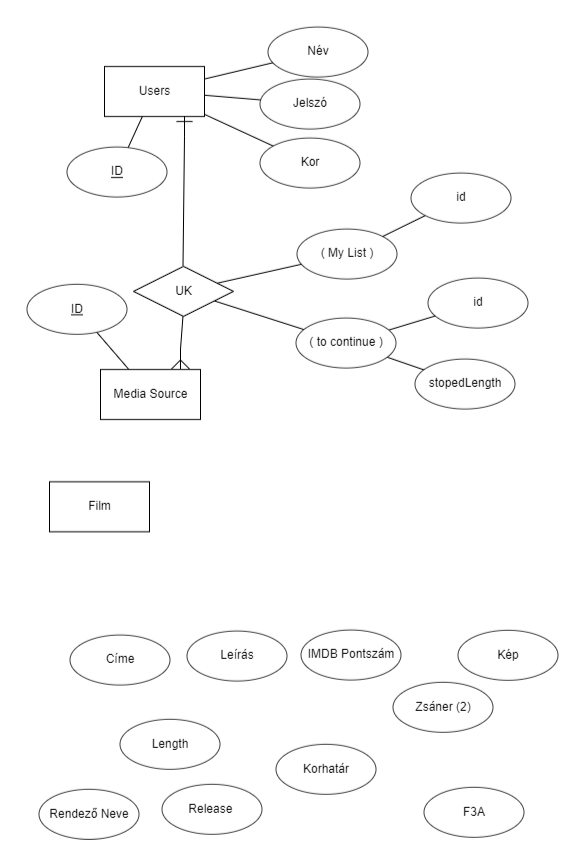 Név
Users
Jelszó
Kor
ID
id
( My List )
UK
ID
id
( to continue )
stopedLength
Media Source
Film
Címe
Leírás
IMDB Pontszám
Kép
Zsáner (2)
Length
Korhatár
Rendező Neve
Release
F3A